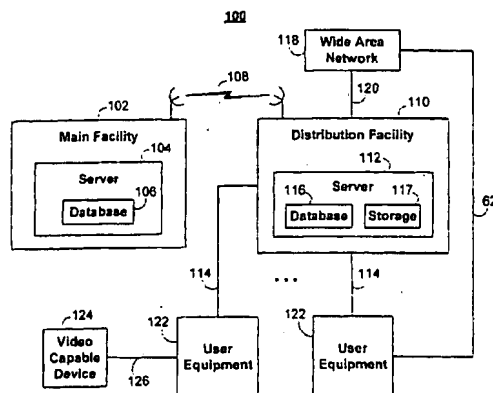 100
118
Wide Area
Network
108
120
102
110
Main Facility
Distribution Facility
104
112
Server
Server
106
116
117
Database
Database
Storage
62
114
114
...
124
122
122
Video
Capable
Device
126
User
Equipment
User
Equipment